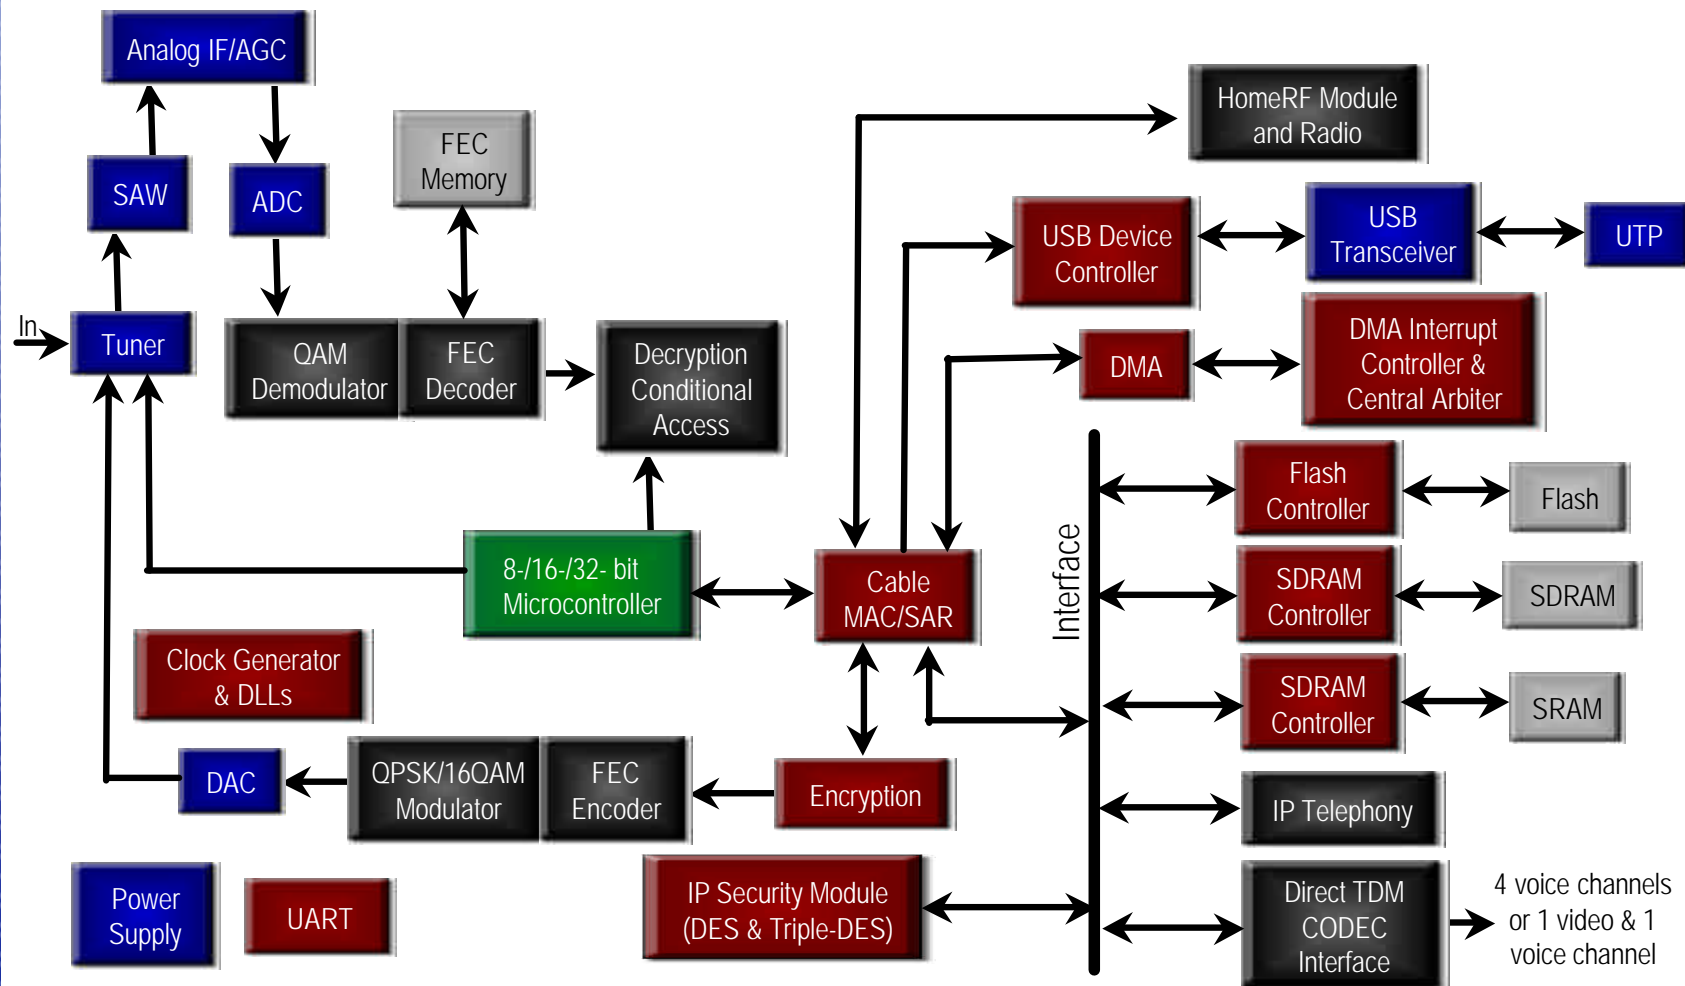 Analog IF/AGC
HomeRF Module
and Radio
FEC
Memory
SAW
ADC
USB Device
Controller
USB
Transceiver
UTP
In
Tuner
QAM
Demodulator
FEC
Decoder
Decryption
Conditional
Access
DMA
DMA Interrupt
Controller &
Central Arbiter
Flash
Controller
Flash
8-/16-/32- bit
Microcontroller
Cable
MAC/SAR
Interface
SDRAM
Controller
SDRAM
Clock Generator
& DLLs
SDRAM
Controller
SRAM
DAC
QPSK/16QAM
Modulator
FEC
Encoder
Encryption
IP Telephony
Power
Supply
UART
IP Security Module
(DES & Triple-DES)
Direct TDM
CODEC
Interface
4 voice channels
or 1 video & 1
voice channel